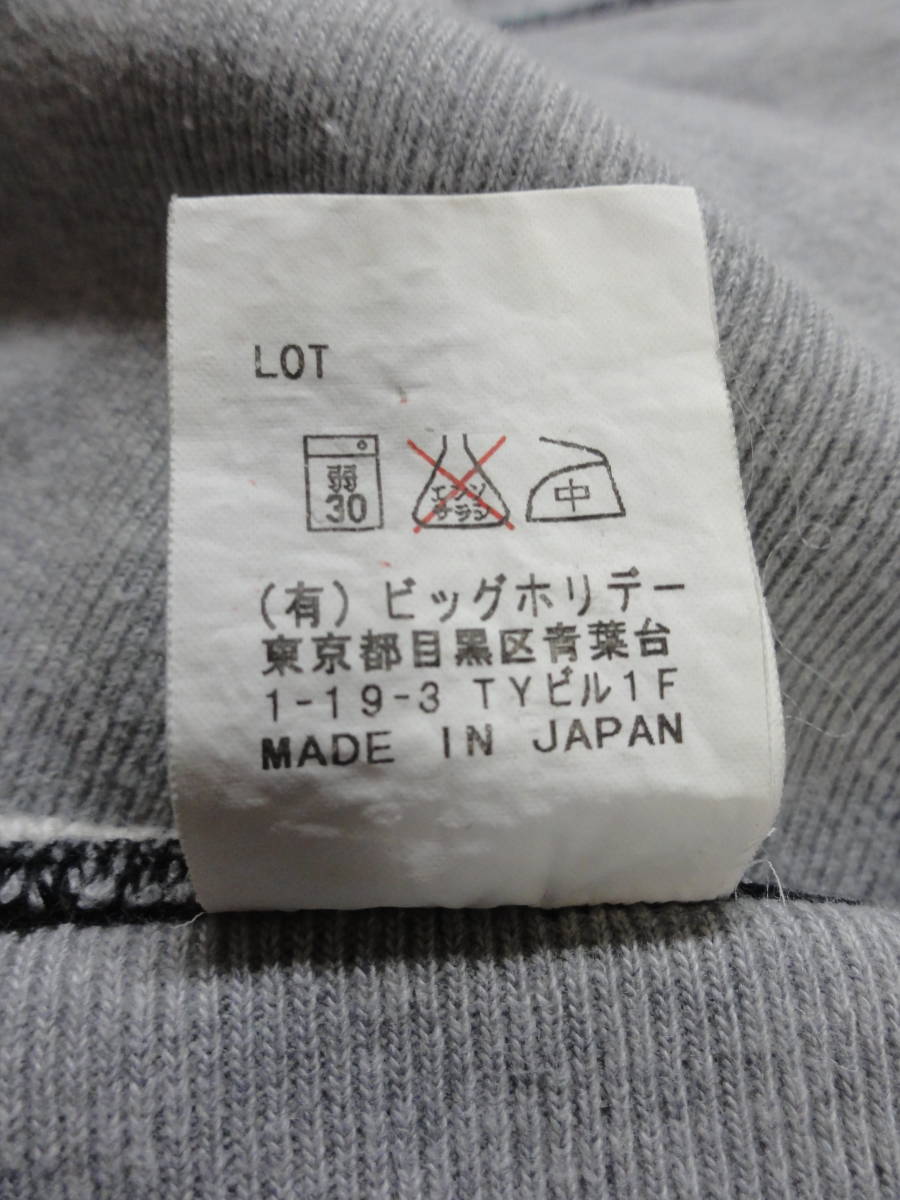 LOT
弱 エンソ 中
30 サラシ
(有) ビッグホリデー
東京都目黒区青葉台
1-19-3 TYビル1F
MADE IN JAPAN